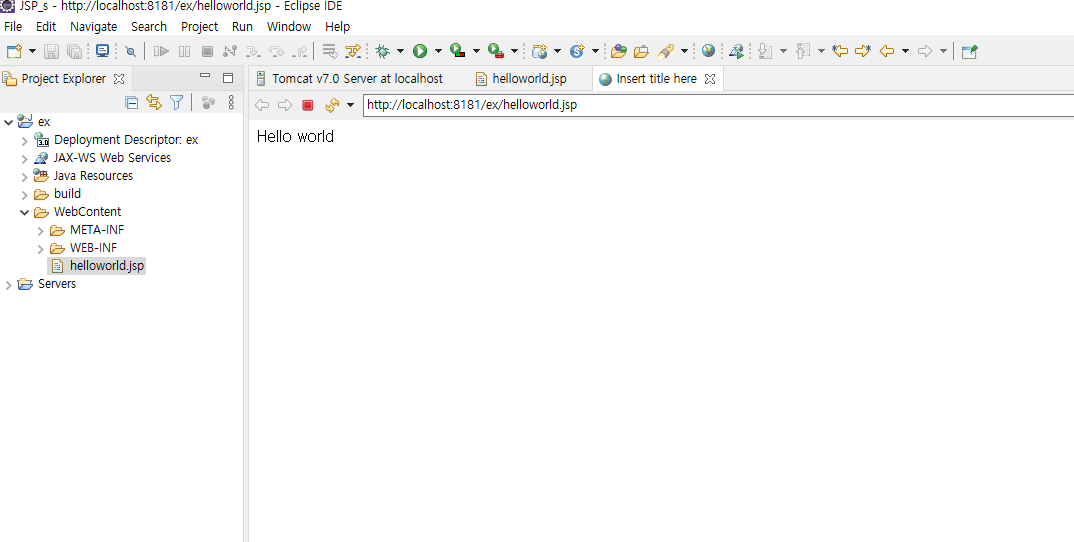 JSP_s - http://localhost:8181/ex/helloworld.jsp - Eclipse IDE
File Edit Navigate Search Project Run Window Help
Project Explorer
Tomcat v7.0 Server at localhost
helloworld.jsp
Insert title here
http://localhost:8181/ex/helloworld.jsp
Hello world
ex
3.0
Deployment Descriptor: ex
JAX-WS Web Services
Java Resources
build
WebContent
META-INF
WEB-INF
helloworld.jsp
Servers